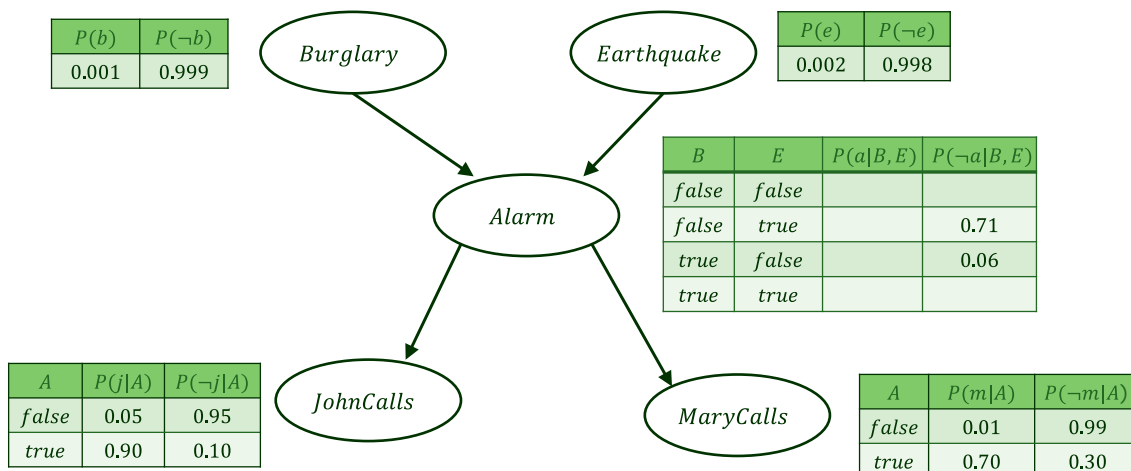 P(b) P(¬b)
0.001 0.999
Burglary
Earthquake
P(e) P(¬e)
0.002 0.998
B E P(a|B, E) P(¬a|B, E)
false false
false true 0.71
true false 0.06
true true
Alarm
A P(j|A) P(¬j|A)
false 0.05 0.95
true 0.90 0.10
JohnCalls
MaryCalls
A P(m|A) P(¬m|A)
false 0.01 0.99
true 0.70 0.30